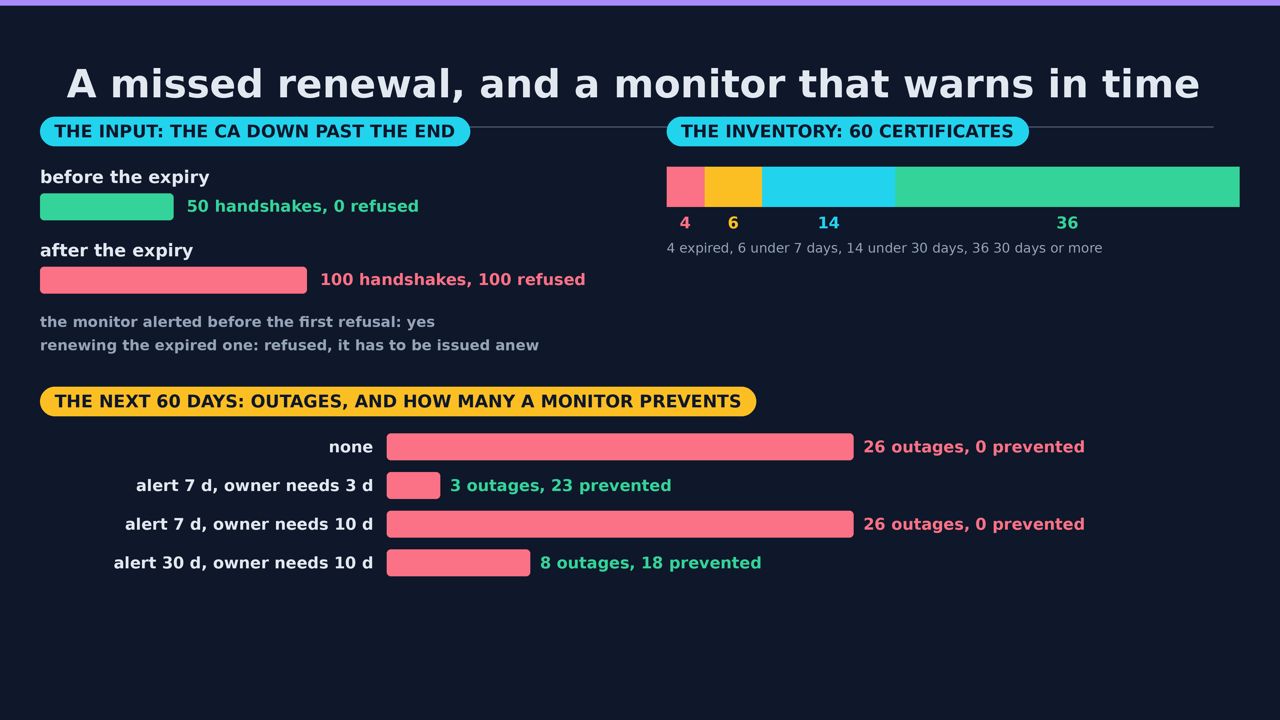 A missed renewal, and a monitor that warns in time
THE INPUT: THE CA DOWN PAST THE END
before the expiry
50 handshakes, 0 refused
after the expiry
100 handshakes, 100 refused
the monitor alerted before the first refusal: yes
renewing the expired one: refused, it has to be issued anew
THE INVENTORY: 60 CERTIFICATES
4 6 14 36
4 expired, 6 under 7 days, 14 under 30 days, 36 30 days or more
THE NEXT 60 DAYS: OUTAGES, AND HOW MANY A MONITOR PREVENTS
none 26 outages, 0 prevented
alert 7 d, owner needs 3 d 3 outages, 23 prevented
alert 7 d, owner needs 10 d 26 outages, 0 prevented
alert 30 d, owner needs 10 d 8 outages, 18 prevented